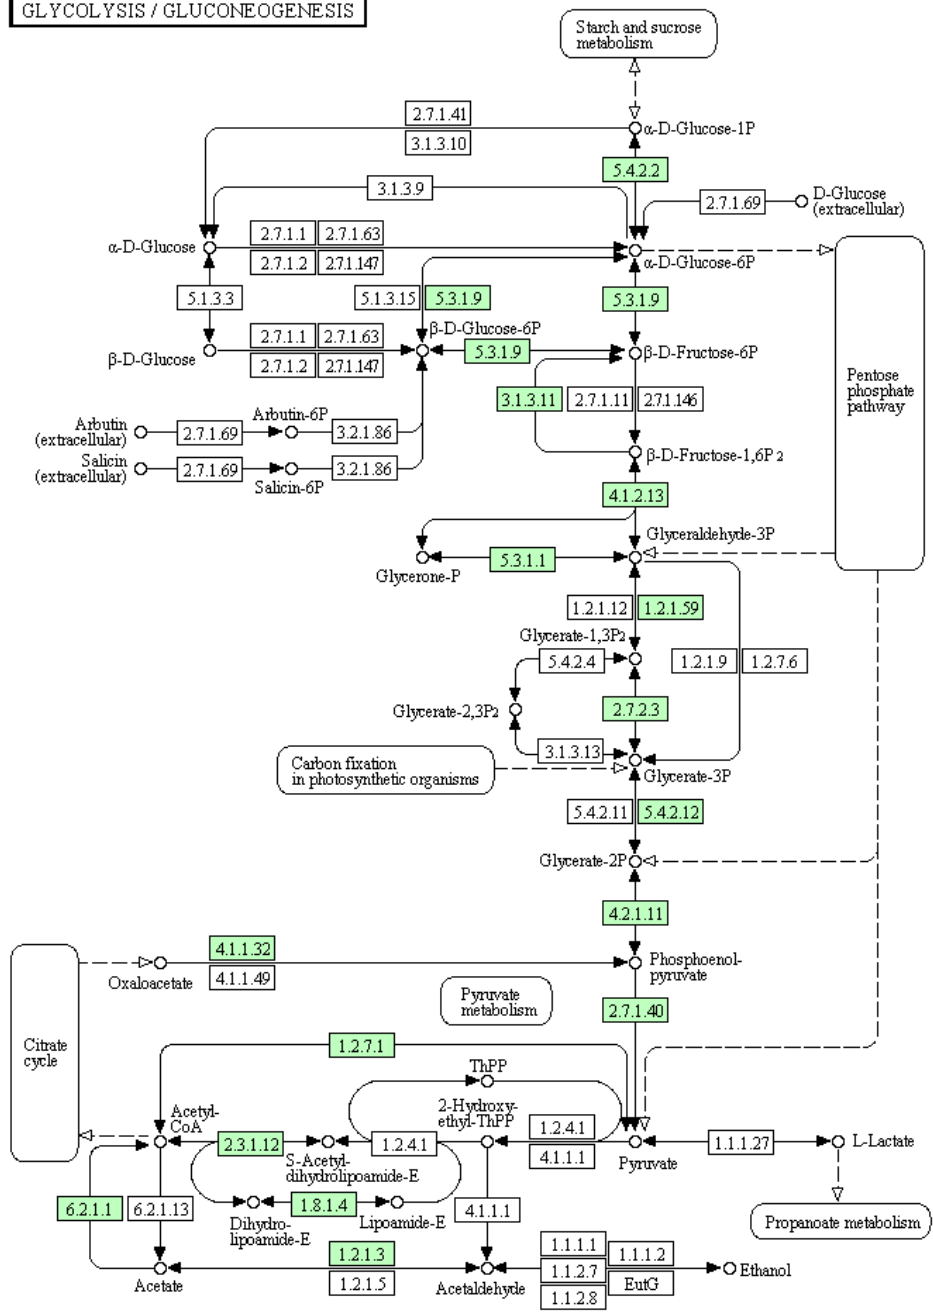 GLYCOLYSIS / GLUCONEOGENESIS
Starch and sucrose
metabolism
2.7.1.41
α-D-Glucose-1P
3.1.3.10
5.4.2.2
3.1.3.9
2.7.1.69
D-Glucose
(extracellular)
α-D-Glucose
2.7.1.1
2.7.1.63
2.7.1.2
2.7.1.147
α-D-Glucose-6P
5.1.3.3
5.1.3.15
5.3.1.9
5.3.1.9
β-D-Glucose-6P
β-D-Glucose
2.7.1.1
2.7.1.63
2.7.1.2
2.7.1.147
5.3.1.9
β-D-Fructose-6P
Pentose
phosphate
pathway
3.1.3.11
2.7.1.11
2.7.1.146
Arbutin
(extracellular)
2.7.1.69
Arbutin-6P
3.2.1.86
Salicin
(extracellular)
2.7.1.69
Salicin-6P
3.2.1.86
β-D-Fructose-1,6P2
4.1.2.13
Glyceraldehyde-3P
Glycerone-P
5.3.1.1
1.2.1.12
1.2.1.59
Glycerate-1,3P2
5.4.2.4
1.2.1.9
1.2.7.6
Glycerate-2,3P2
2.7.2.3
3.1.3.13
Carbon fixation
in photosynthetic organisms
Glycerate-3P
5.4.2.11
5.4.2.12
Glycerate-2P
4.2.1.11
4.1.1.32
Oxaloacetate
4.1.1.49
Phosphoenol-
pyruvate
Pyruvate
metabolism
2.7.1.40
Citrate
cycle
1.2.7.1
ThPP
2-Hydroxy-
ethyl-ThPP
Acetyl-
CoA
2.3.1.12
S-Acetyl-
dihydrolipoamide-E
1.2.4.1
1.2.4.1
4.1.1.1
Pyruvate
1.1.1.27
L-Lactate
6.2.1.1
6.2.1.13
1.8.1.4
Dihydro-
lipoamide-E
Lipoamide-E
4.1.1.1
Propanoate metabolism
Acetate
1.2.1.3
1.2.1.5
Acetaldehyde
1.1.1.1
1.1.2.7
1.1.2.8
1.1.1.2
EutG
Ethanol